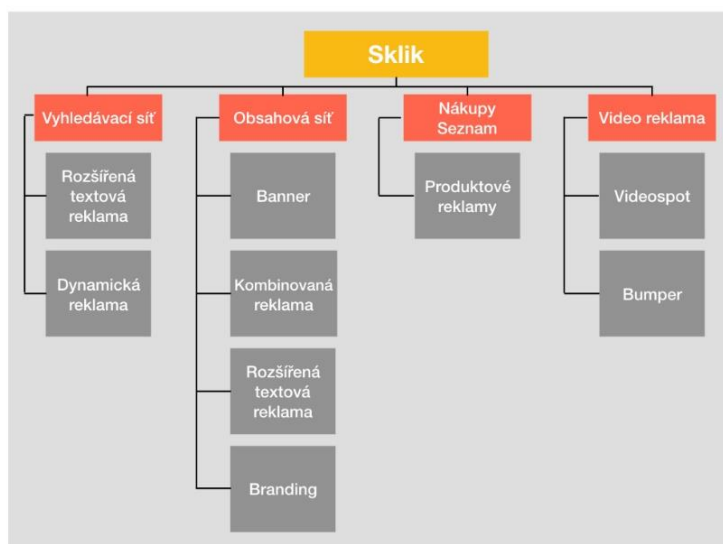 Sklik
Vyhledávací síť
Rozšířená
textová
reklama
Dynamická
reklama
Obsahová síť
Banner
Kombinovaná
reklama
Rozšířená
textová
reklama
Branding
Nákupy
Seznam
Produktové
reklamy
Video reklama
Videospot
Bumper